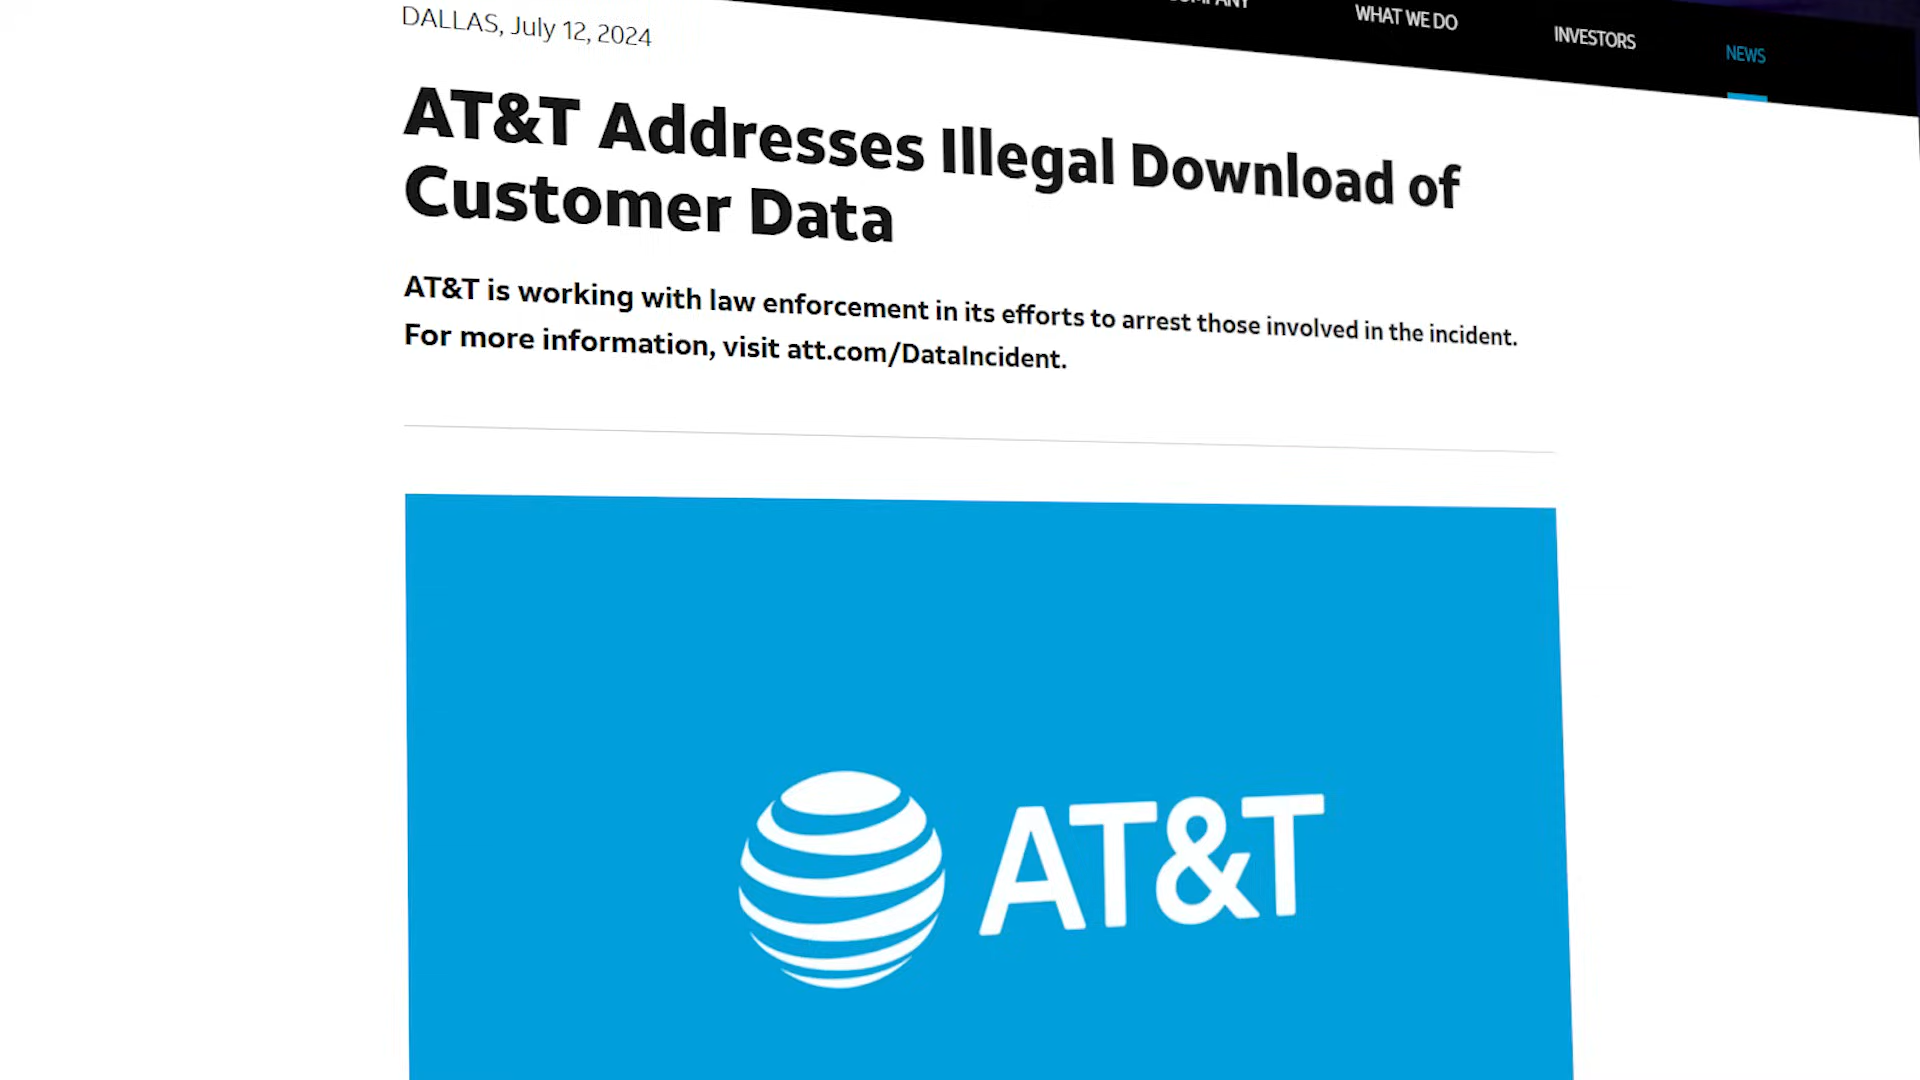 WHAT WE DO
INVESTORS
NEWS
DALLAS, July 12, 2024
AT&T Addresses Illegal Download of
Customer Data
AT&T is working with law enforcement in its efforts to arrest those involved in the incident.
For more information, visit att.com/DataIncident.
AT&T